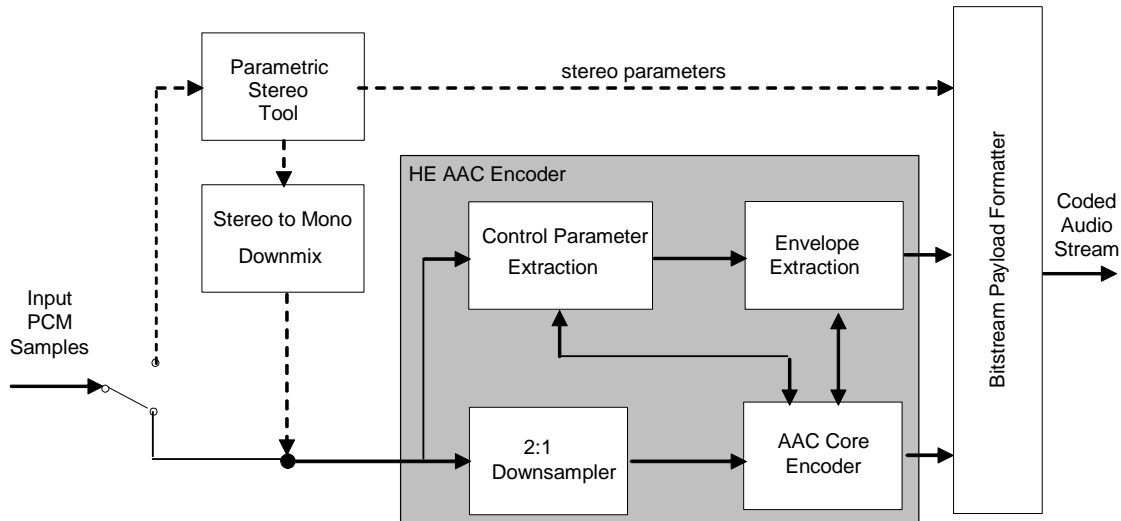 Parametric
Stereo
Tool
stereo parameters
Stereo to Mono
Downmix
HE AAC Encoder
Control Parameter
Extraction
Envelope
Extraction
2:1
Downsampler
AAC Core
Encoder
Input
PCM
Samples
Bitstream Payload Formatter
Coded
Audio
Stream